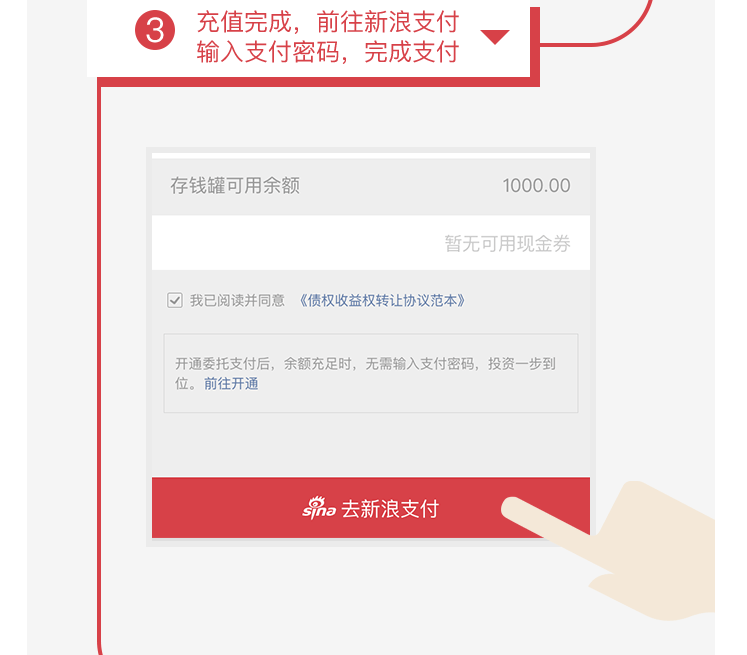 3
充值完成，前往新浪支付
输入支付密码，完成支付
存钱罐可用余额 1000.00
暂无可用现金券
我已阅读并同意 《债权收益权转让协议范本》
开通委托支付后，余额充足时，无需输入支付密码，投资一步到
位。前往开通
sina 去新浪支付